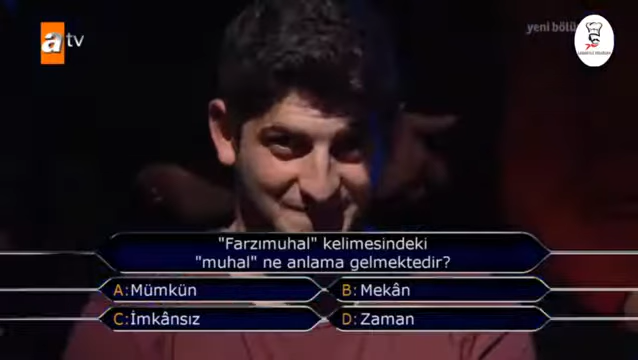 atv
yeni bölü
"Farzımuhal" kelimesindeki
"muhal" ne anlama gelmektedir?
A: Mümkün
B: Mekân
C: İmkânsız
D: Zaman